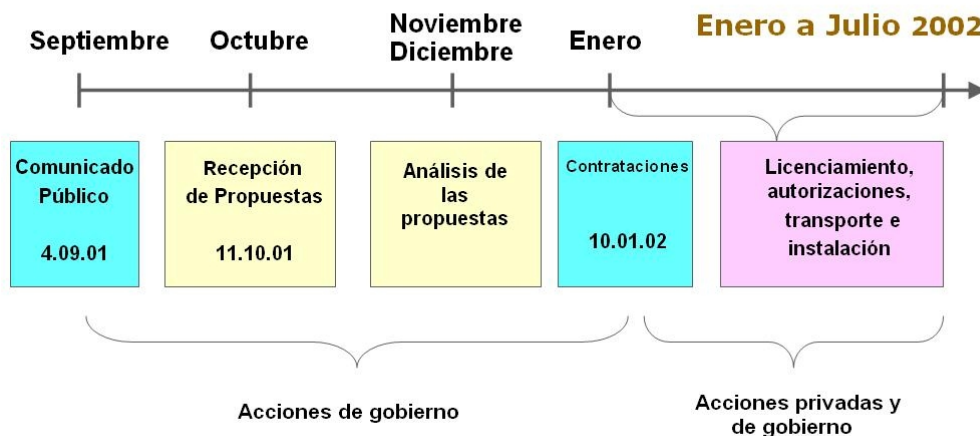 Septiembre
Octubre
Noviembre
Diciembre
Enero
Enero a Julio 2002
Comunicado
Público
4.09.01
Recepción
de Propuestas
11.10.01
Análisis de
las
propuestas
Contrataciones
10.01.02
Licenciamiento,
autorizaciones,
transporte e
instalación
Acciones de gobierno
Acciones privadas y
de gobierno